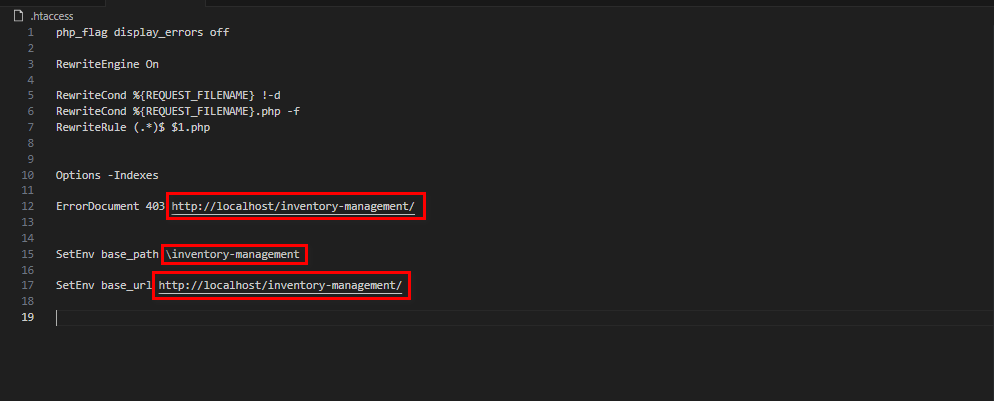 .htaccess
1 php_flag display_errors off
2
3 RewriteEngine On
4
5 RewriteCond %{REQUEST_FILENAME} !-d
6 RewriteCond %{REQUEST_FILENAME}.php -f
7 RewriteRule (.*)$ $1.php
8
9
10 Options -Indexes
11
12 ErrorDocument 403 http://localhost/inventory-management/
13
14
15 SetEnv base_path \inventory-management
16
17 SetEnv base_url http://localhost/inventory-management/
18
19